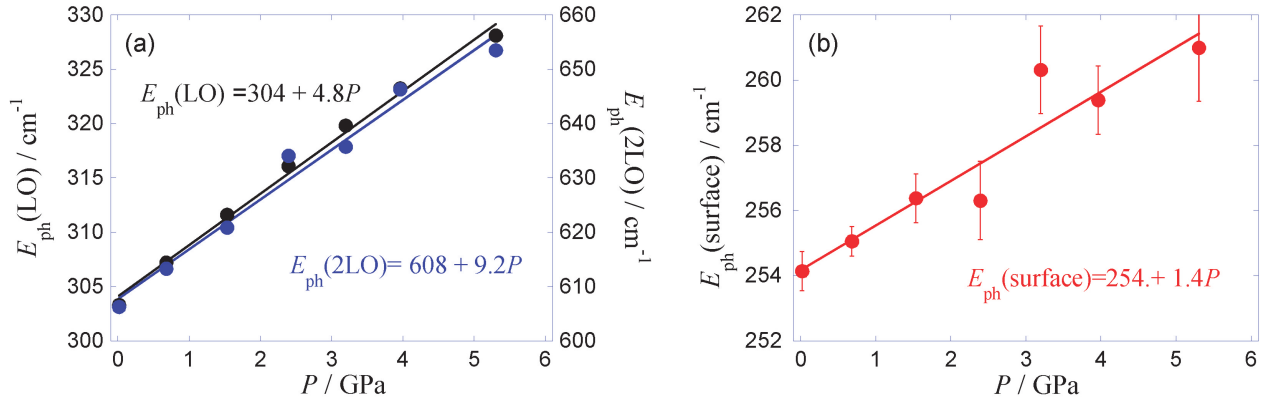 (a)
E_ph(LO) =304 + 4.8P
E_ph(2LO)= 608 + 9.2P
330
325
320
315
310
305
300
E_ph(LO) / cm⁻¹
660
650
640
630
620
610
600
E_ph(2LO) / cm⁻¹
0 1 2 3 4 5 6
P / GPa
(b)
E_ph(surface)=254.+ 1.4P
262
260
258
256
254
252
E_ph(surface) / cm⁻¹
0 1 2 3 4 5 6
P / GPa